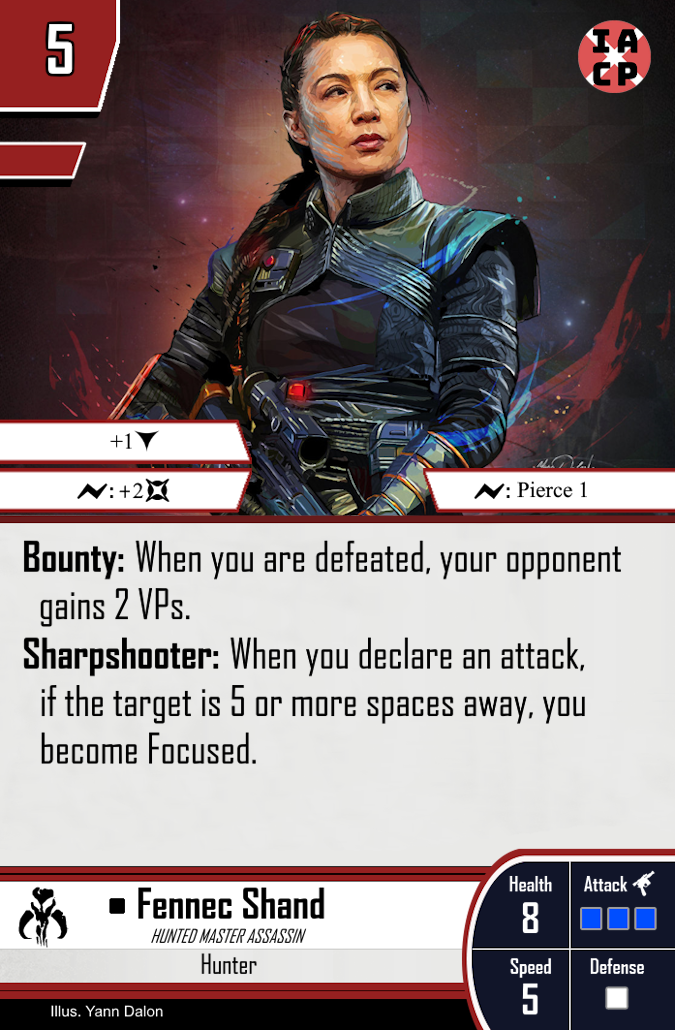 5
IA
CP
+1
: +2
: Pierce 1
Bounty: When you are defeated, your opponent
gains 2 VPs.
Sharpshooter: When you declare an attack,
if the target is 5 or more spaces away, you
become Focused.
Fennec Shand
HUNTED MASTER ASSASSIN
Hunter
Health
8
Attack
Speed
5
Defense
Illus. Yann Dalon